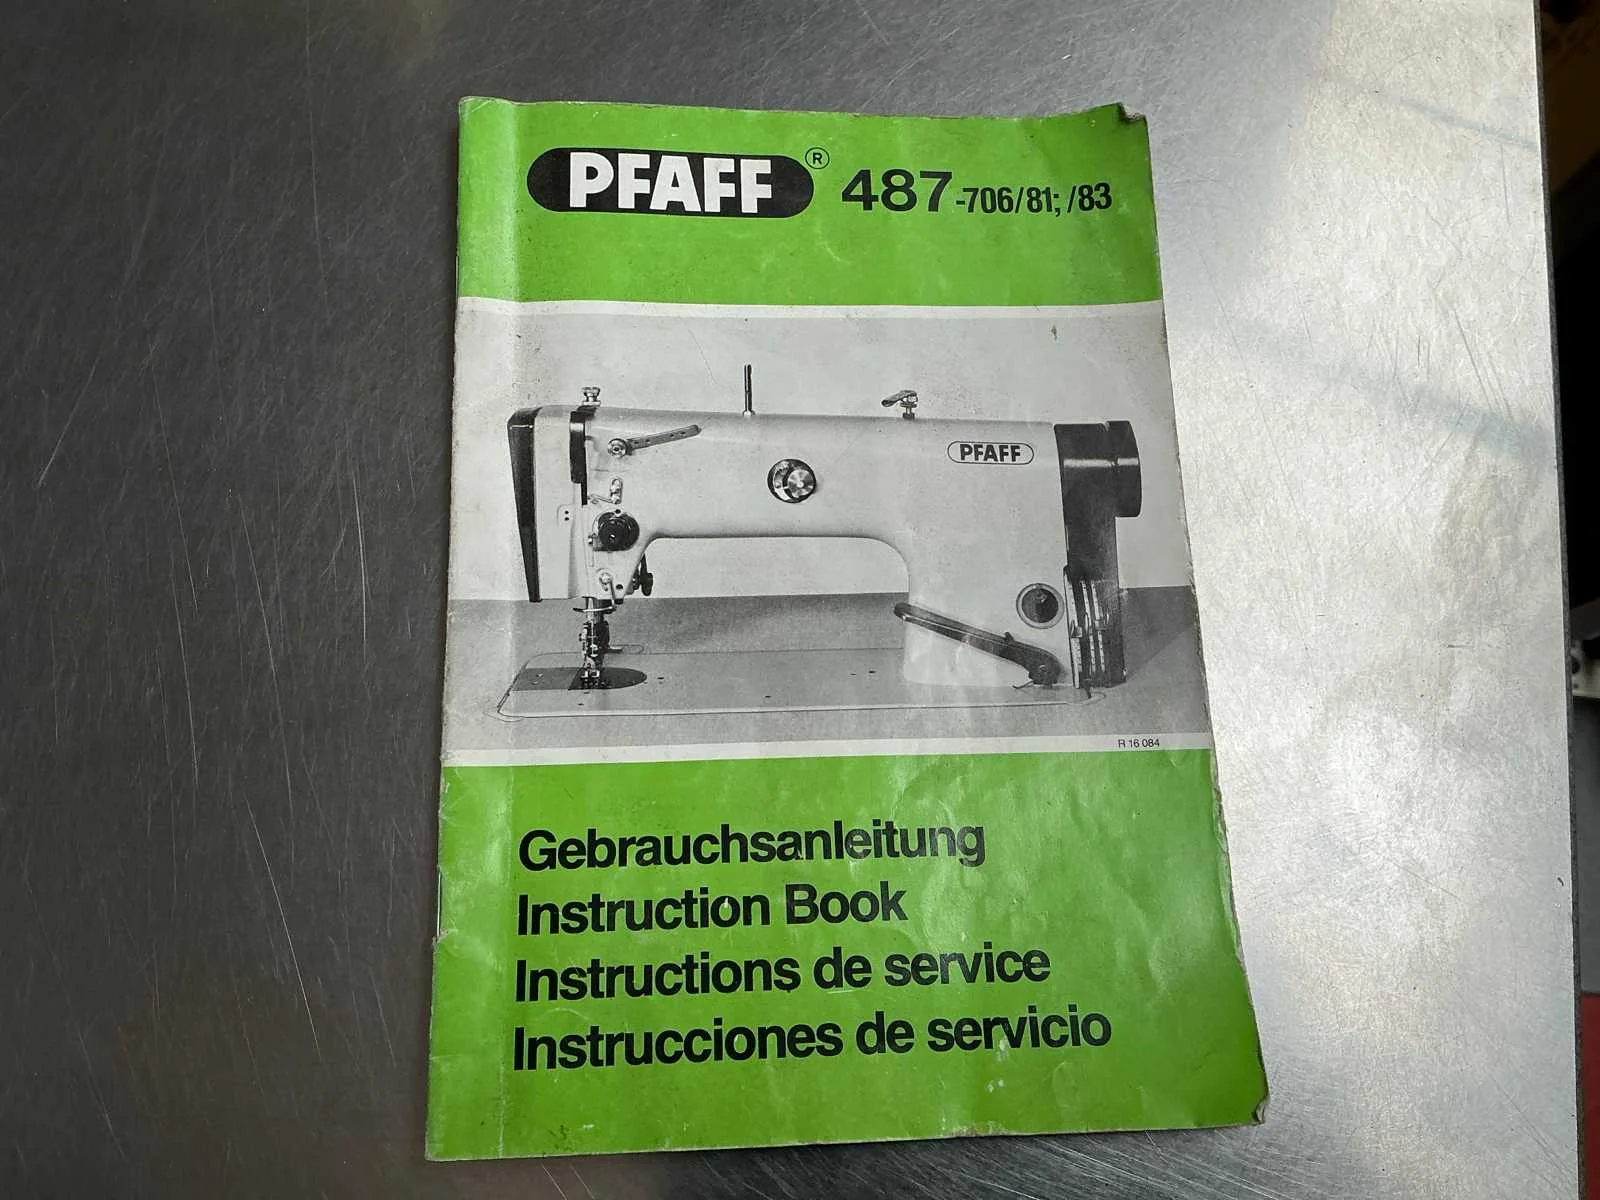 PFAFF® 487-706/81; /83
PFAFF
R 16 084
Gebrauchsanleitung
Instruction Book
Instructions de service
Instrucciones de servicio